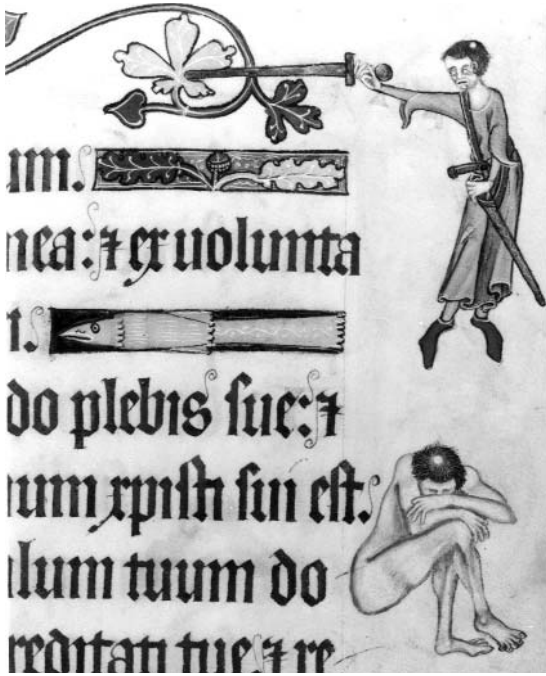 um.
mea: ⁊ ex uolunta
i.
do plebis sue: ⁊
num xpisti sui est.
ulum tuum do
reditati tue: ⁊ re